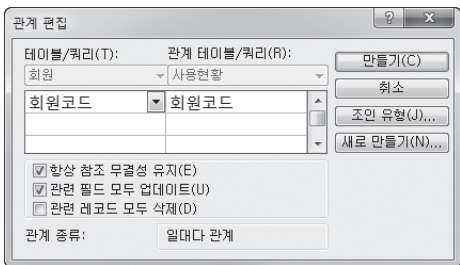 관계 편집
테이블/쿼리(T): 관계 테이블/쿼리(R):
회원 사용현황
회원코드 회원코드
만들기(C)
취소
조인 유형(J)...
새로 만들기(N)...
항상 참조 무결성 유지(E)
관련 필드 모두 업데이트(U)
관련 레코드 모두 삭제(D)
관계 종류: 일대다 관계